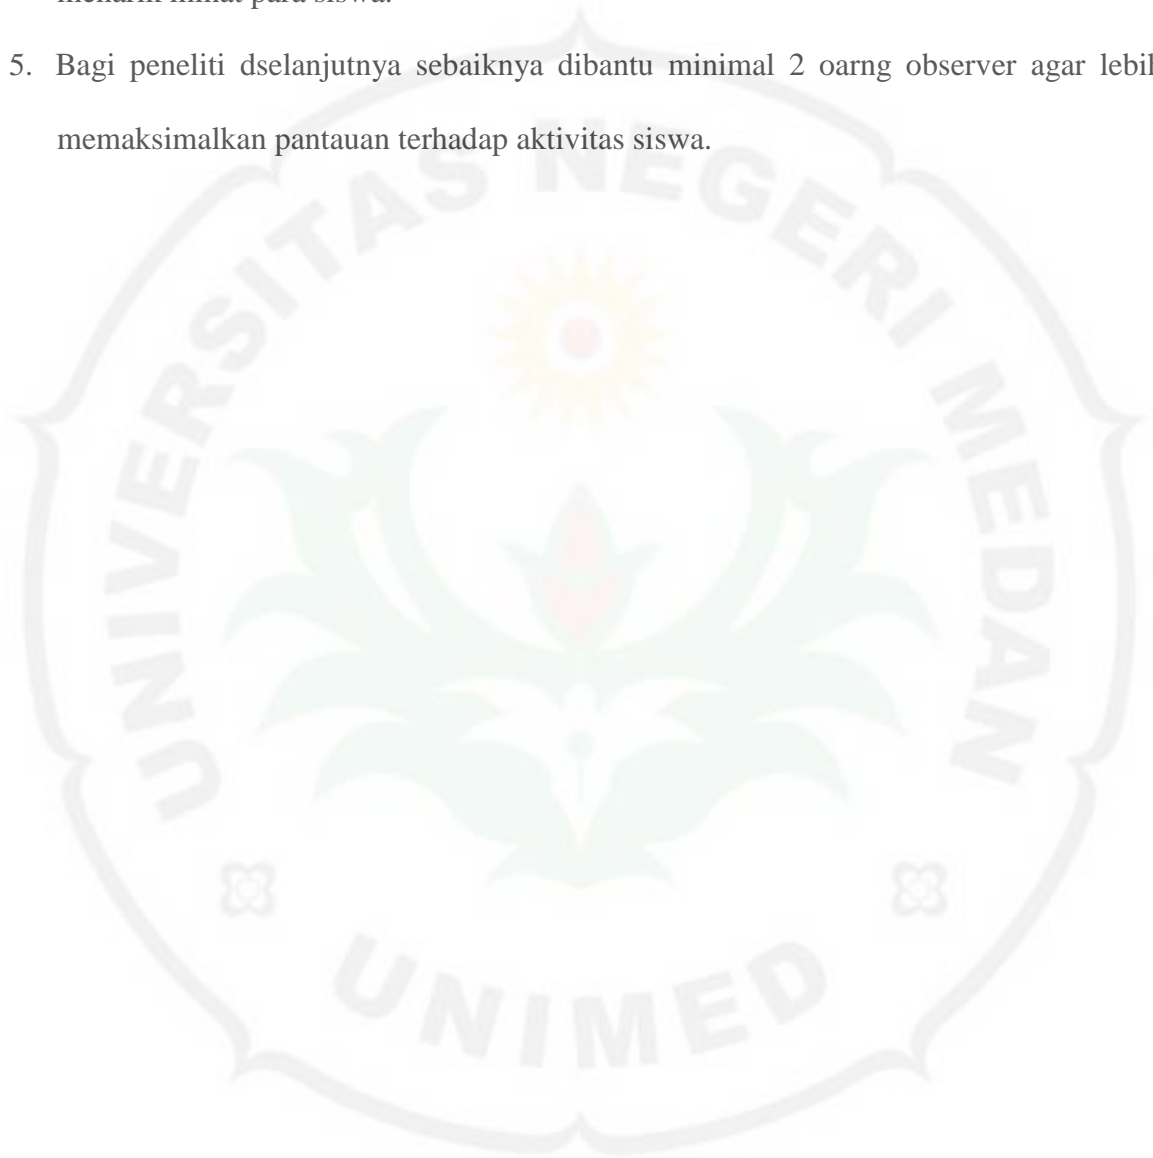 menarik minat para siswa.
5. Bagi peneliti dselanjutnya sebaiknya dibantu minimal 2 oarng observer agar lebih
memaksimalkan pantauan terhadap aktivitas siswa.
UNIVERSITAS NEGERI MEDAN
UNIMED